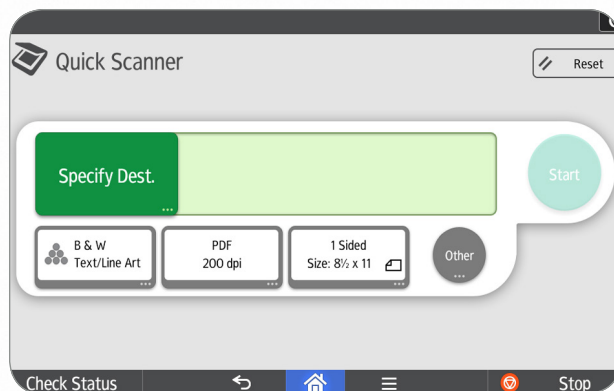 Quick Scanner
Reset
Specify Dest.
Start
B & W
Text/Line Art
PDF
200 dpi
1 Sided
Size: 8½ x 11
Other
Check Status
Stop